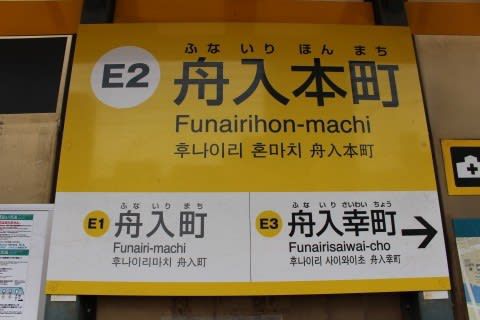 ふ な いり ほん まち
E2 舟入本町
Funairihon-machi
후나이리 혼마치 舟入本町
ふ な いり まち
E1 舟入町
Funairi-machi
후나이리마치 舟入町
ふ な いり さいわい ちょう
E3 舟入幸町
Funairisaiwai-cho
후나이리 사이와이초 舟入幸町